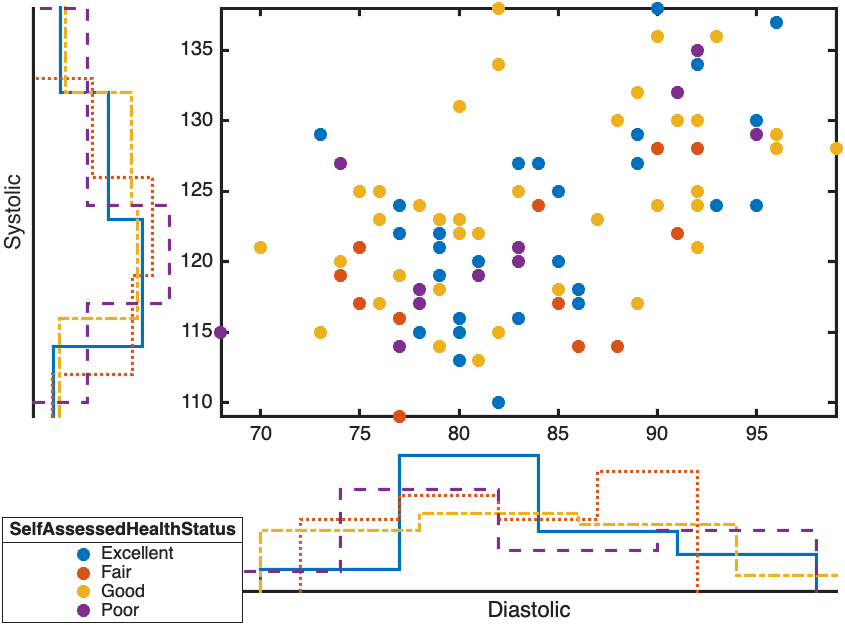 Systolic
135
130
125
120
115
110
70 75 80 85 90 95
Diastolic
SelfAssessedHealthStatus
Excellent
Fair
Good
Poor